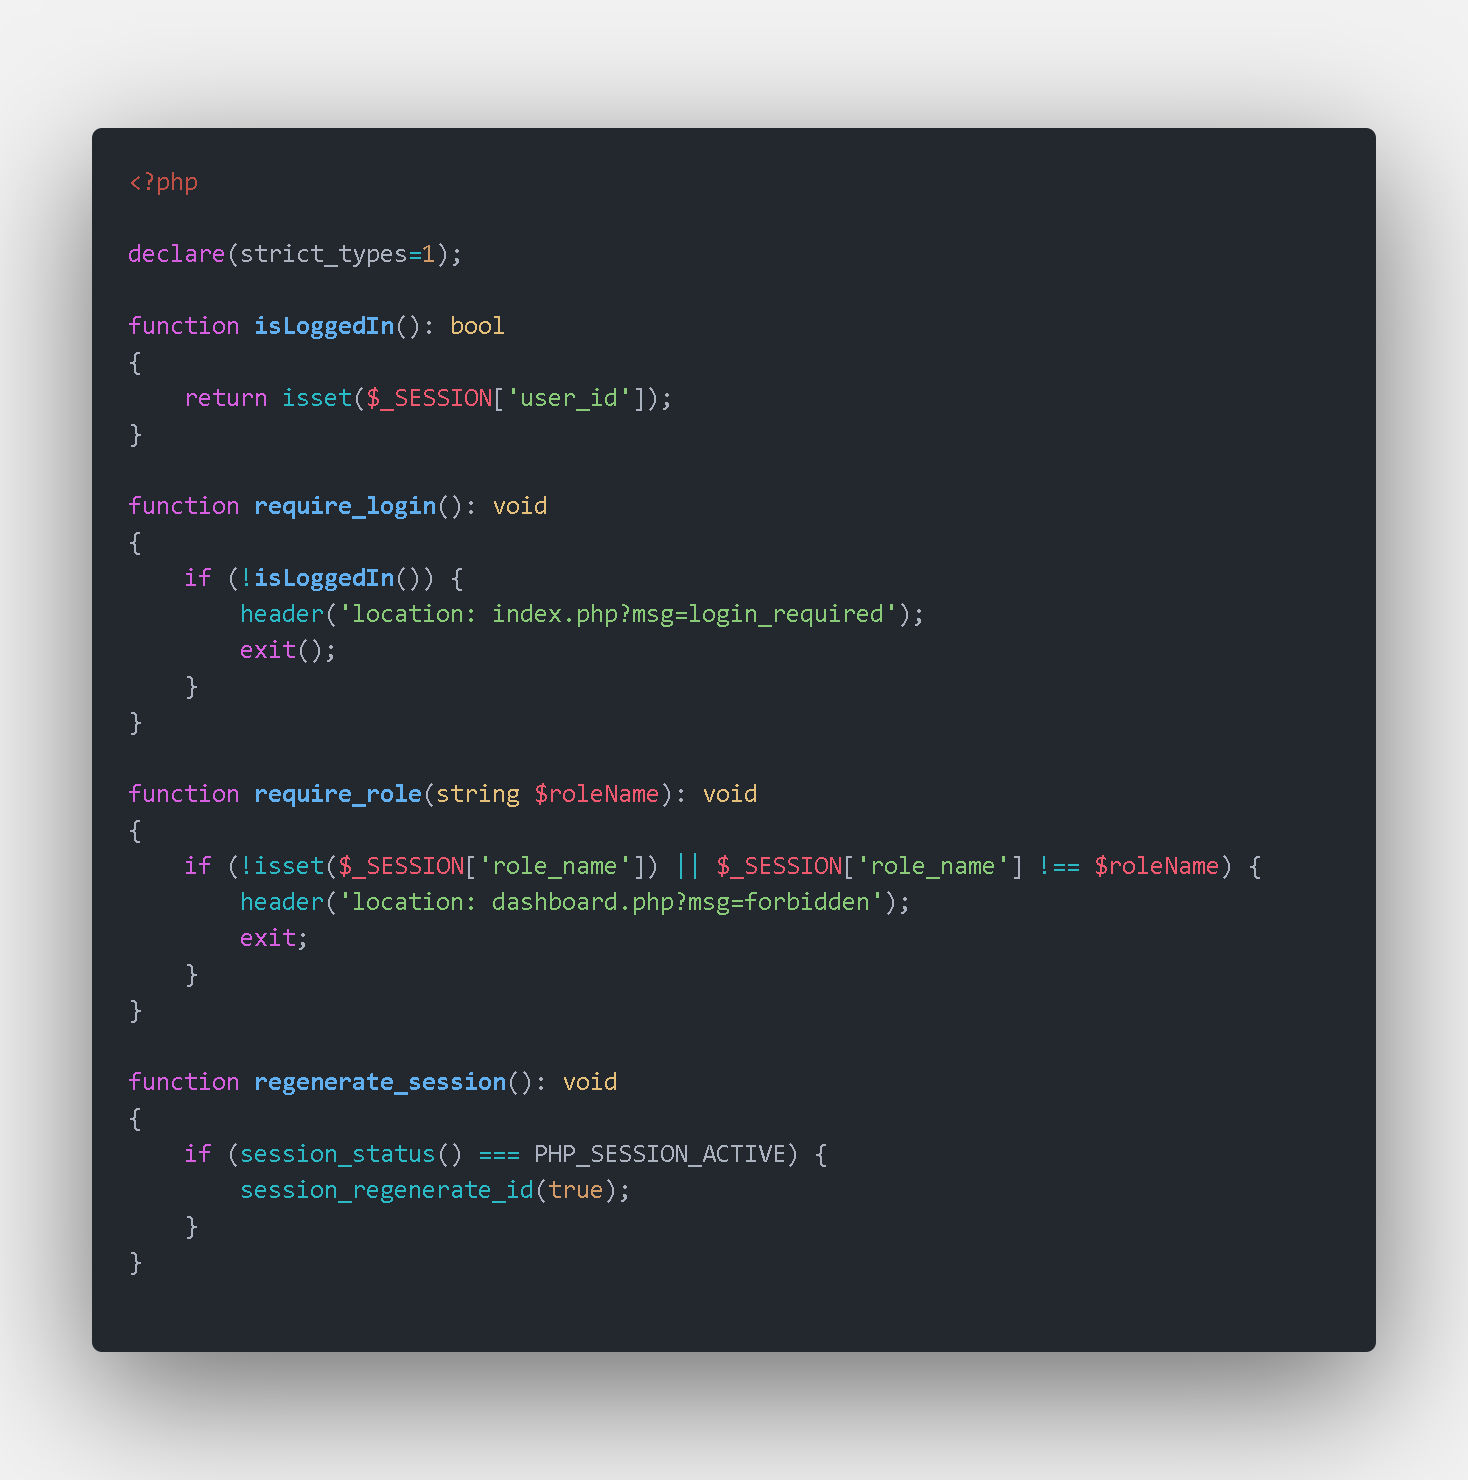 <?php

declare(strict_types=1);

function isLoggedIn(): bool
{
    return isset($_SESSION['user_id']);
}

function require_login(): void
{
    if (!isLoggedIn()) {
        header('location: index.php?msg=login_required');
        exit();
    }
}

function require_role(string $roleName): void
{
    if (!isset($_SESSION['role_name']) || $_SESSION['role_name'] !== $roleName) {
        header('location: dashboard.php?msg=forbidden');
        exit;
    }
}

function regenerate_session(): void
{
    if (session_status() === PHP_SESSION_ACTIVE) {
        session_regenerate_id(true);
    }
}